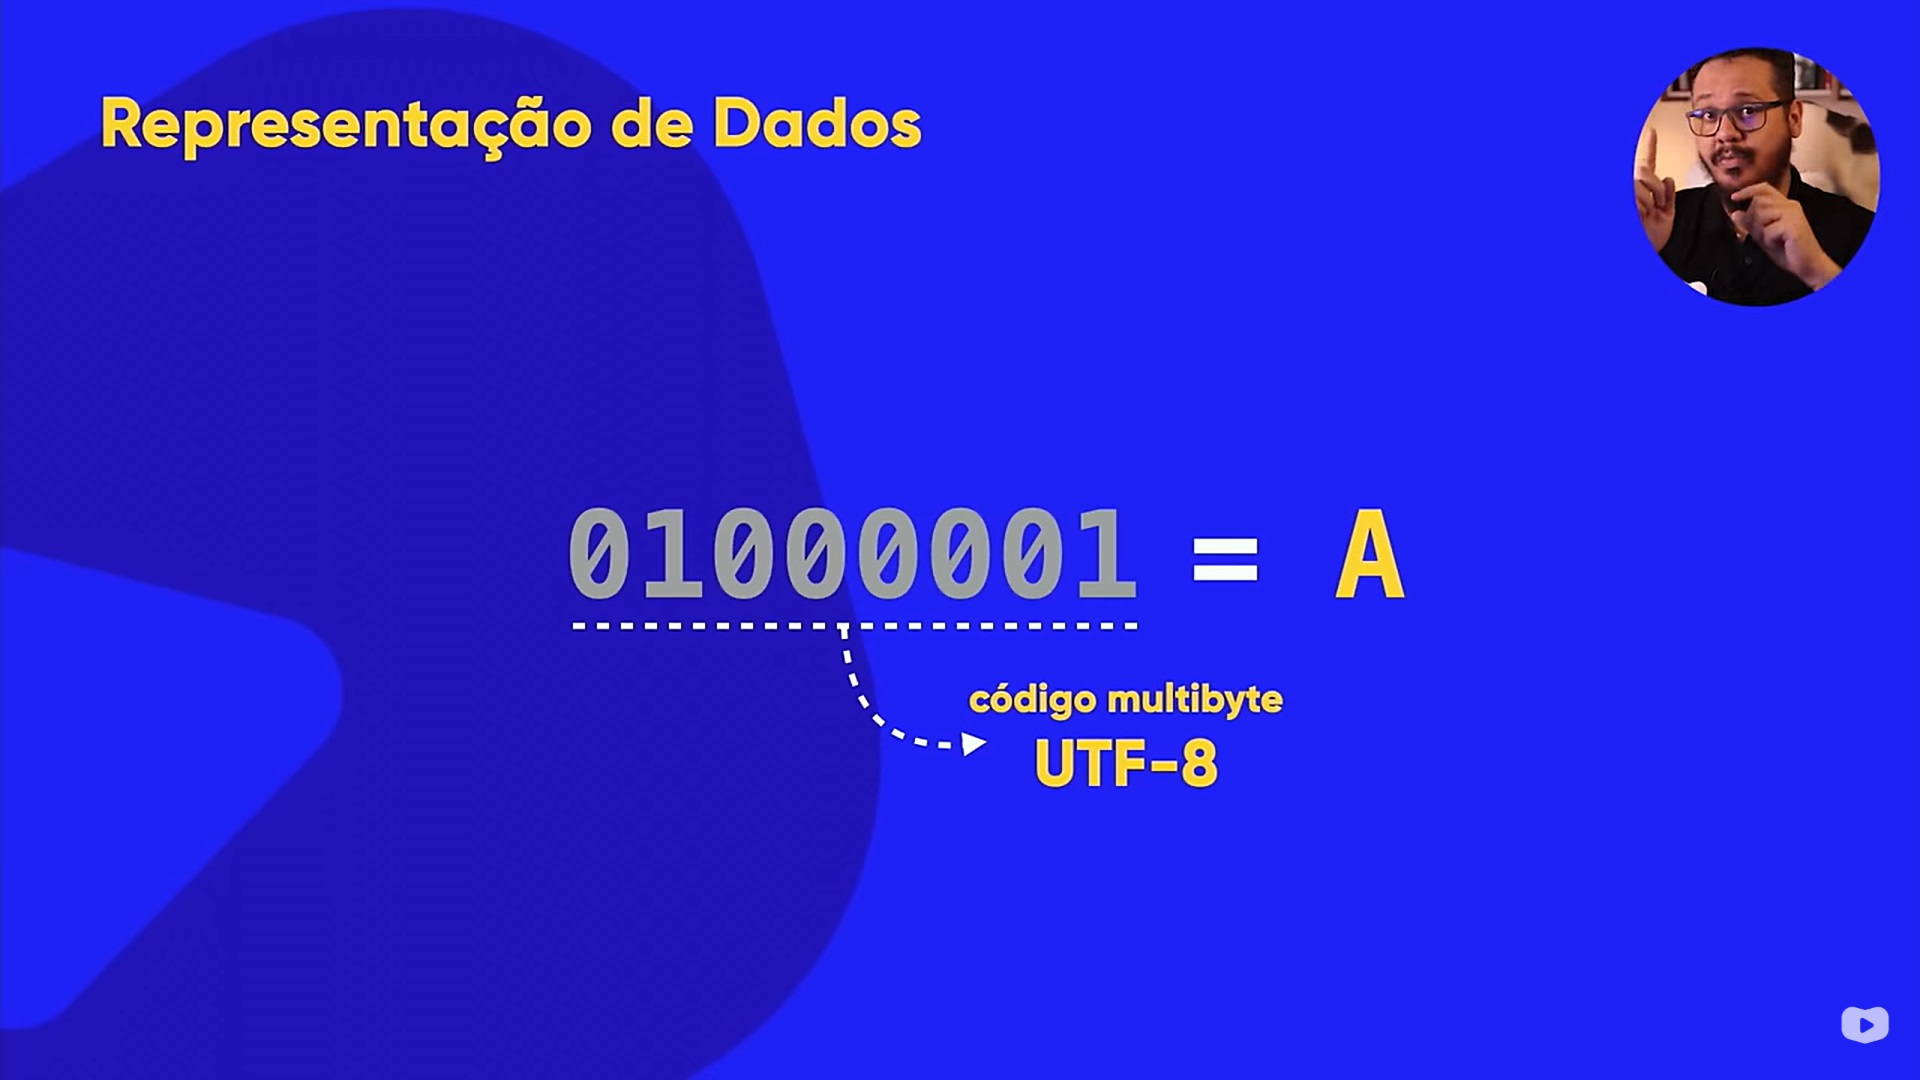 Representação de Dados
01000001 = A
código multibyte
UTF-8